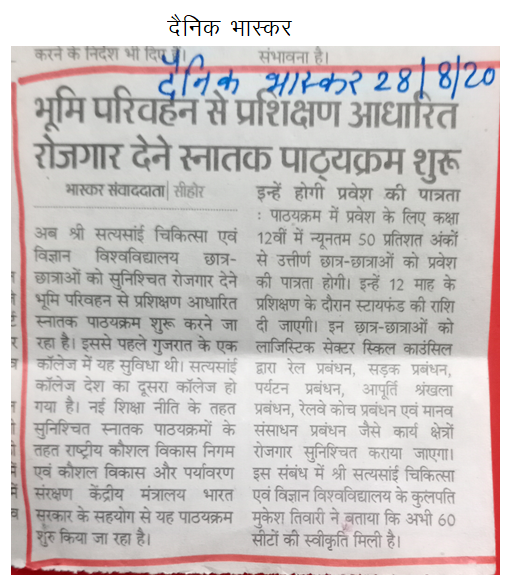 दैनिक भास्कर
करने के निर्देश भी दिए हैं।
संभावना है।
दैनिक भास्कर 28/8/20
भूमि परिवहन से प्रशिक्षण आधारित
रोजगार देने स्नातक पाठ्यक्रम शुरू
भास्कर संवाददाता | सीहोर
अब श्री सत्यसांई चिकित्सा एवं
विज्ञान विश्वविद्यालय छात्र-
छात्राओं को सुनिश्चित रोजगार देने
भूमि परिवहन से प्रशिक्षण आधारित
स्नातक पाठयक्रम शुरू करने जा
रहा है। इससे पहले गुजरात के एक
कॉलेज में यह सुविधा थी। सत्यसांई
कॉलेज देश का दूसरा कॉलेज हो
गया है। नई शिक्षा नीति के तहत
सुनिश्चित स्नातक पाठयक्रमों के
तहत राष्ट्रीय कौशल विकास निगम
एवं कौशल विकास और पर्यावरण
संरक्षण केंद्रीय मंत्रालय भारत
सरकार के सहयोग से यह पाठयक्रम
शुरु किया जा रहा है।
इन्हें होगी प्रवेश की पात्रता
: पाठयक्रम में प्रवेश के लिए कक्षा
12वीं में न्यूनतम 50 प्रतिशत अंकों
से उत्तीर्ण छात्र-छात्राओं को प्रवेश
की पात्रता होगी। इन्हें 12 माह के
प्रशिक्षण के दौरान स्टायफंड की राशि
दी जाएगी। इन छात्र-छात्राओं को
लाजिस्टिक सेक्टर स्किल काउंसिल
द्वारा रेल प्रबंधन, सड़क प्रबंधन,
पर्यटन प्रबंधन, आपूर्ति श्रंखला
प्रबंधन, रेलवे कोच प्रबंधन एवं मानव
संसाधन प्रबंधन जैसे कार्य क्षेत्रों
रोजगार सुनिश्चित कराया जाएगा।
इस संबंध में श्री सत्यसांई चिकित्सा
एवं विज्ञान विश्वविद्यालय के कुलपति
मुकेश तिवारी ने बताया कि अभी 60
सीटों की स्वीकृति मिली है।